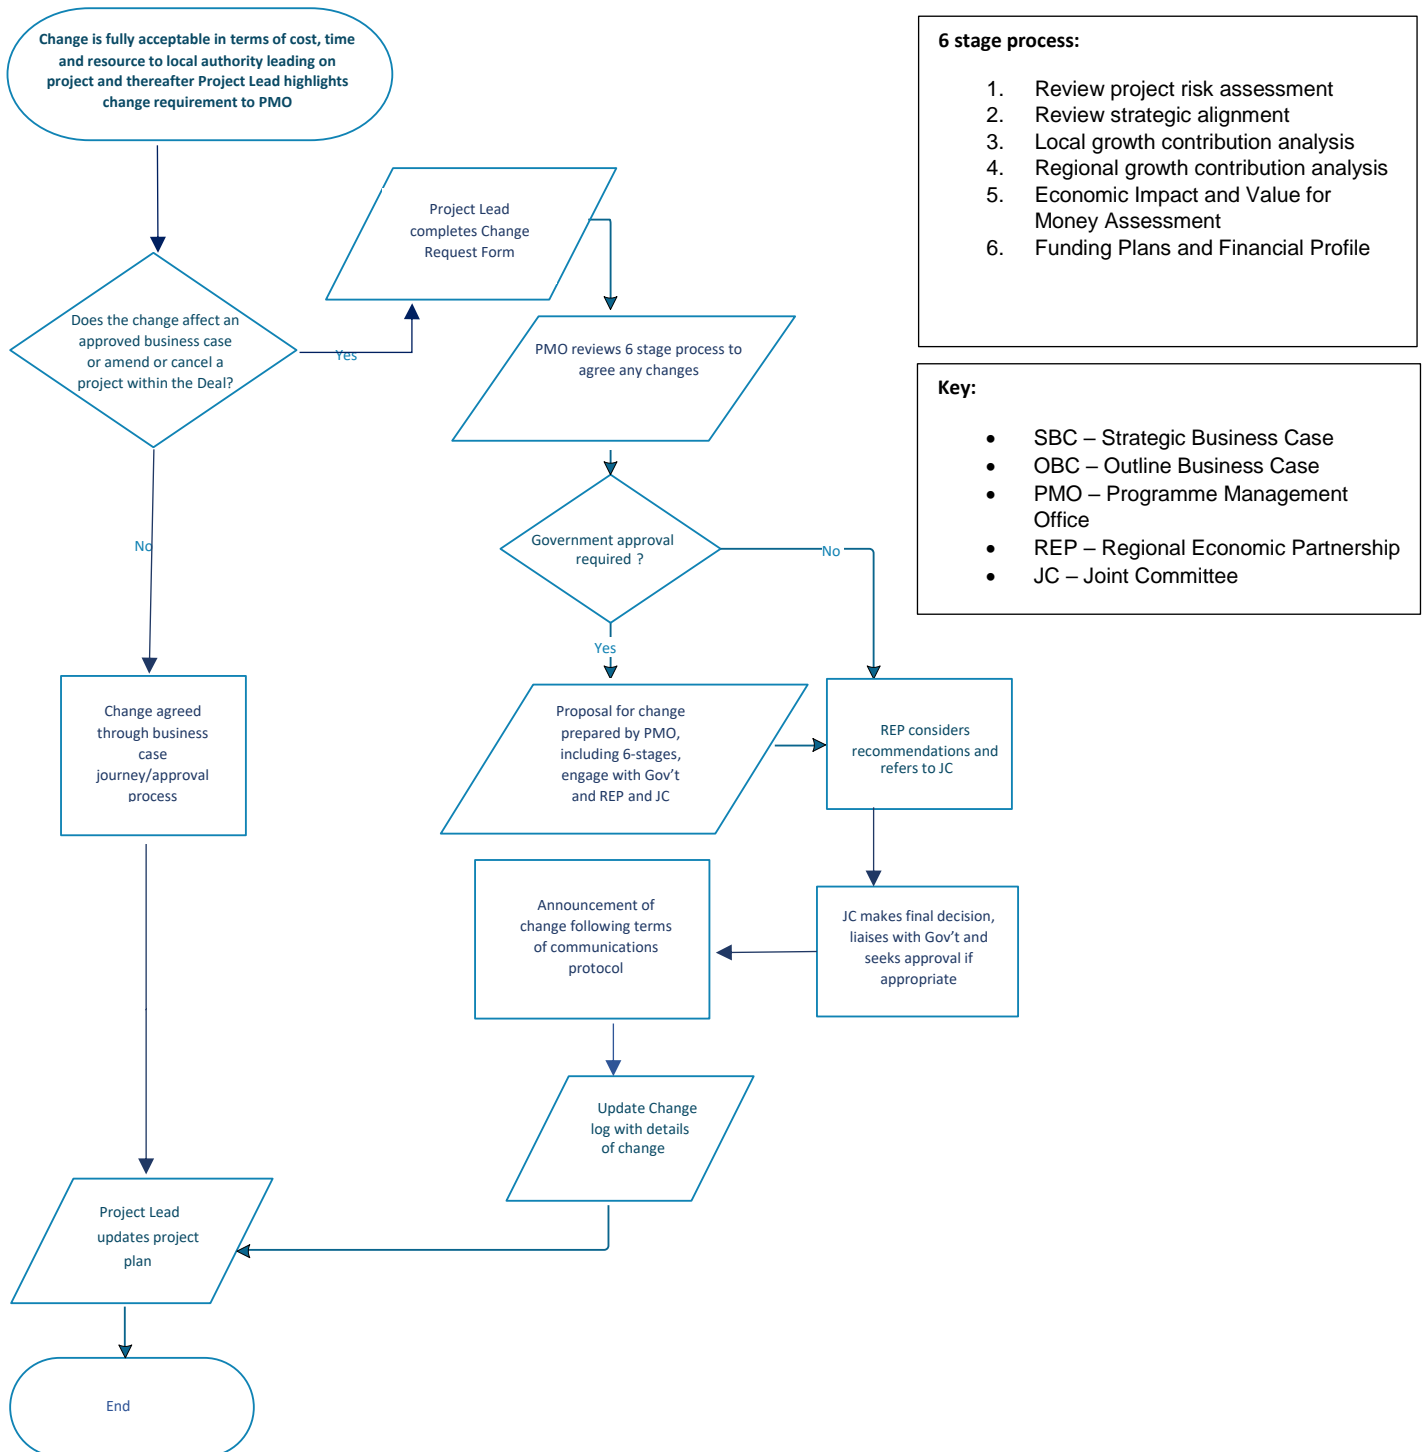 Change is fully acceptable in terms of cost, time
and resource to local authority leading on
project and thereafter Project Lead highlights
change requirement to PMO
Project Lead
completes Change
Request Form
Does the change affect an
approved business case
or amend or cancel a
project within the Deal?
Yes
PMO reviews 6 stage process to
agree any changes
No
Government approval
required ?
No
Yes
Change agreed
through business
case
journey/approval
process
Proposal for change
prepared by PMO,
including 6-stages,
engage with Gov’t
and REP and JC
REP considers
recommendations and
refers to JC
JC makes final decision,
liaises with Gov’t and
seeks approval if
appropriate
Announcement of
change following terms
of communications
protocol
Update Change
log with details
of change
Project Lead
updates project
plan
End
6 stage process:
1. Review project risk assessment
2. Review strategic alignment
3. Local growth contribution analysis
4. Regional growth contribution analysis
5. Economic Impact and Value for
Money Assessment
6. Funding Plans and Financial Profile
Key:
• SBC – Strategic Business Case
• OBC – Outline Business Case
• PMO – Programme Management
Office
• REP – Regional Economic Partnership
• JC – Joint Committee